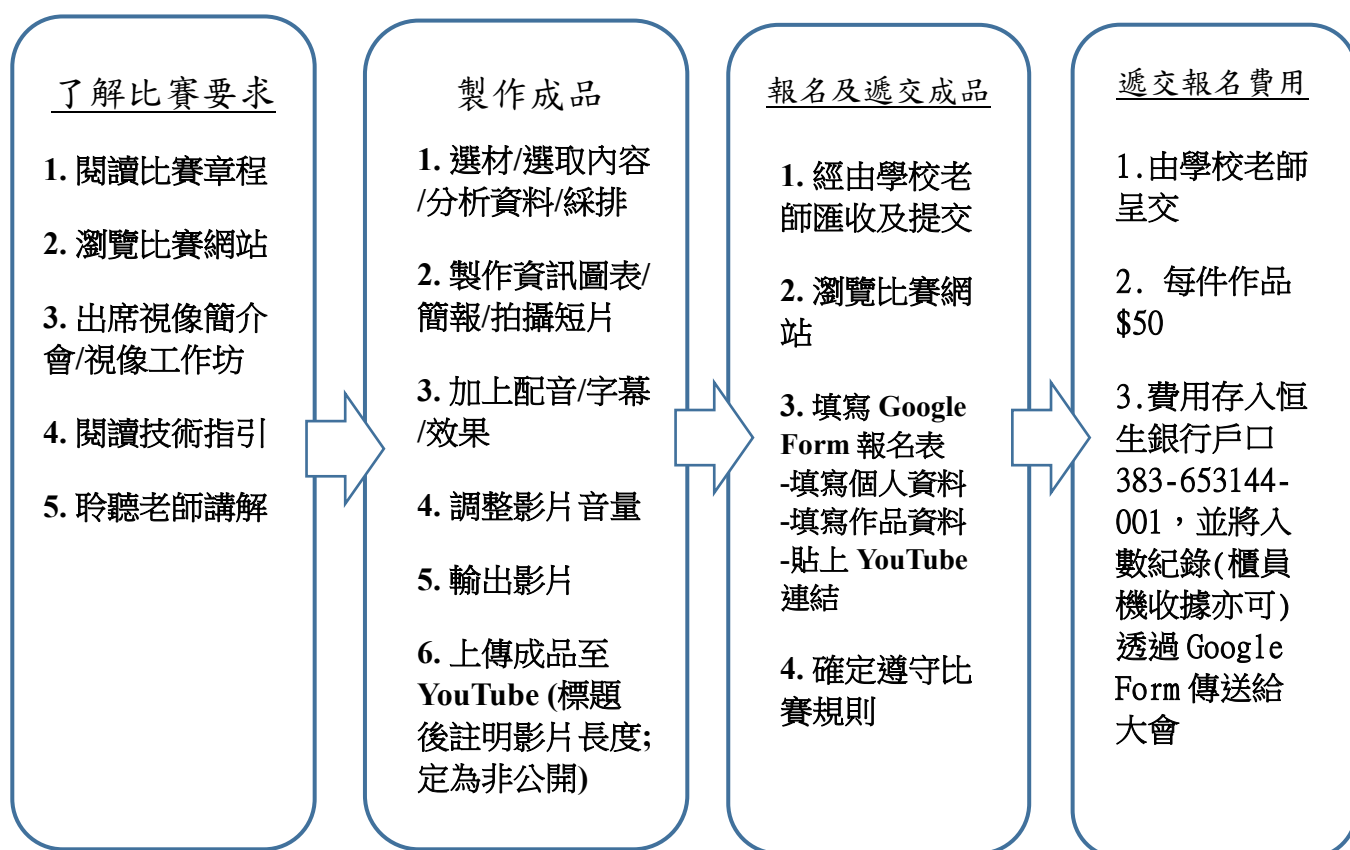 了解比賽要求
1. 閱讀比賽章程
2. 瀏覽比賽網站
3. 出席視像簡介
會/視像工作坊
4. 閱讀技術指引
5. 聆聽老師講解
製作成品
1. 選材/選取內容
/分析資料/綵排
2. 製作資訊圖表/
簡報/拍攝短片
3. 加上配音/字幕
/效果
4. 調整影片音量
5. 輸出影片
6. 上傳成品至
YouTube (標題
後註明影片長度;
定為非公開)
報名及遞交成品
1. 經由學校老
師匯收及提交
2. 瀏覽比賽網
站
3. 填寫 Google
Form 報名表
-填寫個人資料
-填寫作品資料
-貼上 YouTube
連結
4. 確定遵守比
賽規則
遞交報名費用
1.由學校老師
呈交
2. 每件作品
$50
3.費用存入恒
生銀行戶口
383-653144-
001，並將入
數紀錄(櫃員
機收據亦可)
透過 Google
Form 傳送給
大會